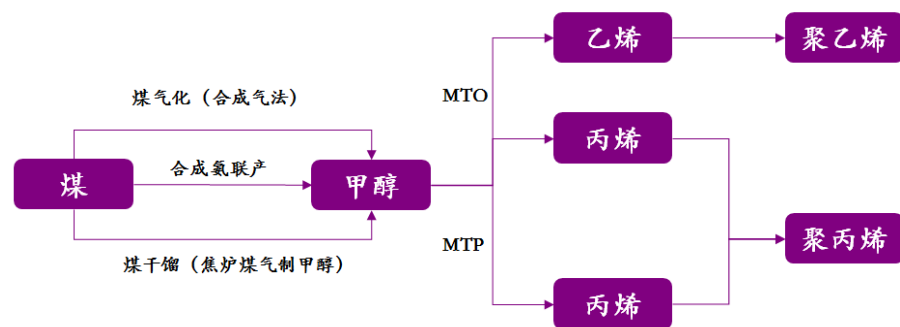 乙烯
聚乙烯
煤气化（合成气法）
MTO
丙烯
合成氨联产
煤
甲醇
聚丙烯
MTP
煤干馏（焦炉煤气制甲醇）
丙烯